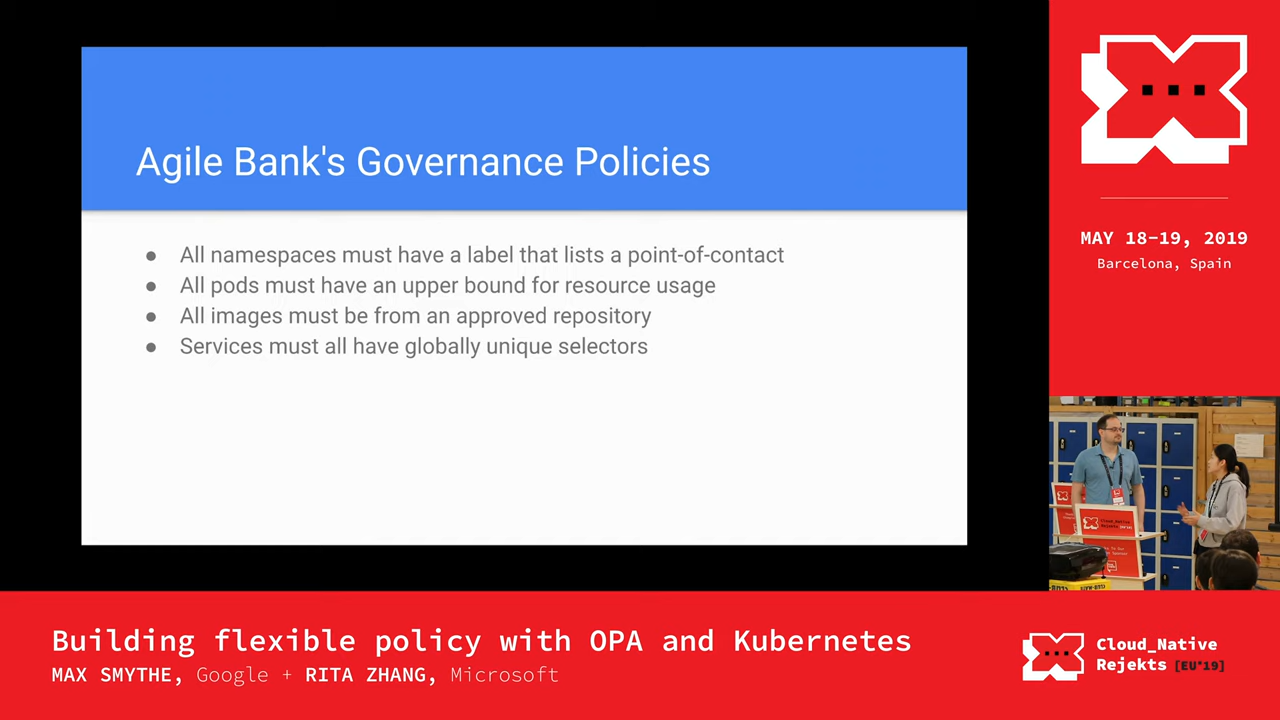 Agile Bank's Governance Policies
● All namespaces must have a label that lists a point-of-contact
● All pods must have an upper bound for resource usage
● All images must be from an approved repository
● Services must all have globally unique selectors
MAY 18-19, 2019
Barcelona, Spain
Building flexible policy with OPA and Kubernetes
MAX SMYTHE, Google + RITA ZHANG, Microsoft
Cloud_Native
Rejekts [EU'19]